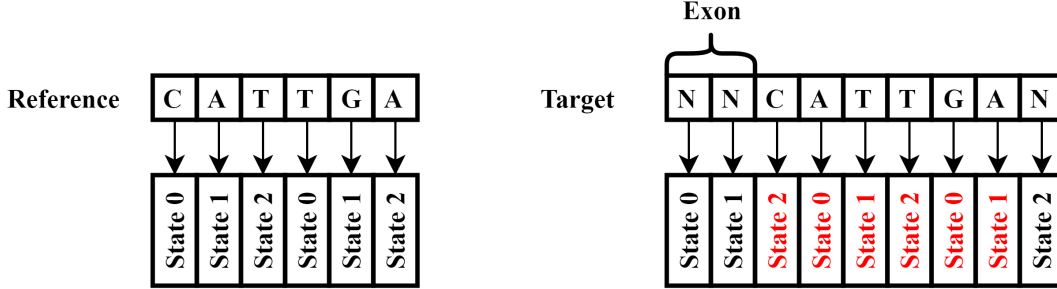 Exon
Reference C A T T G A
Target N N C A T T G A N
State 0 State 1 State 2 State 0 State 1 State 2
State 0 State 1 State 2 State 0 State 1 State 2 State 0 State 1 State 2